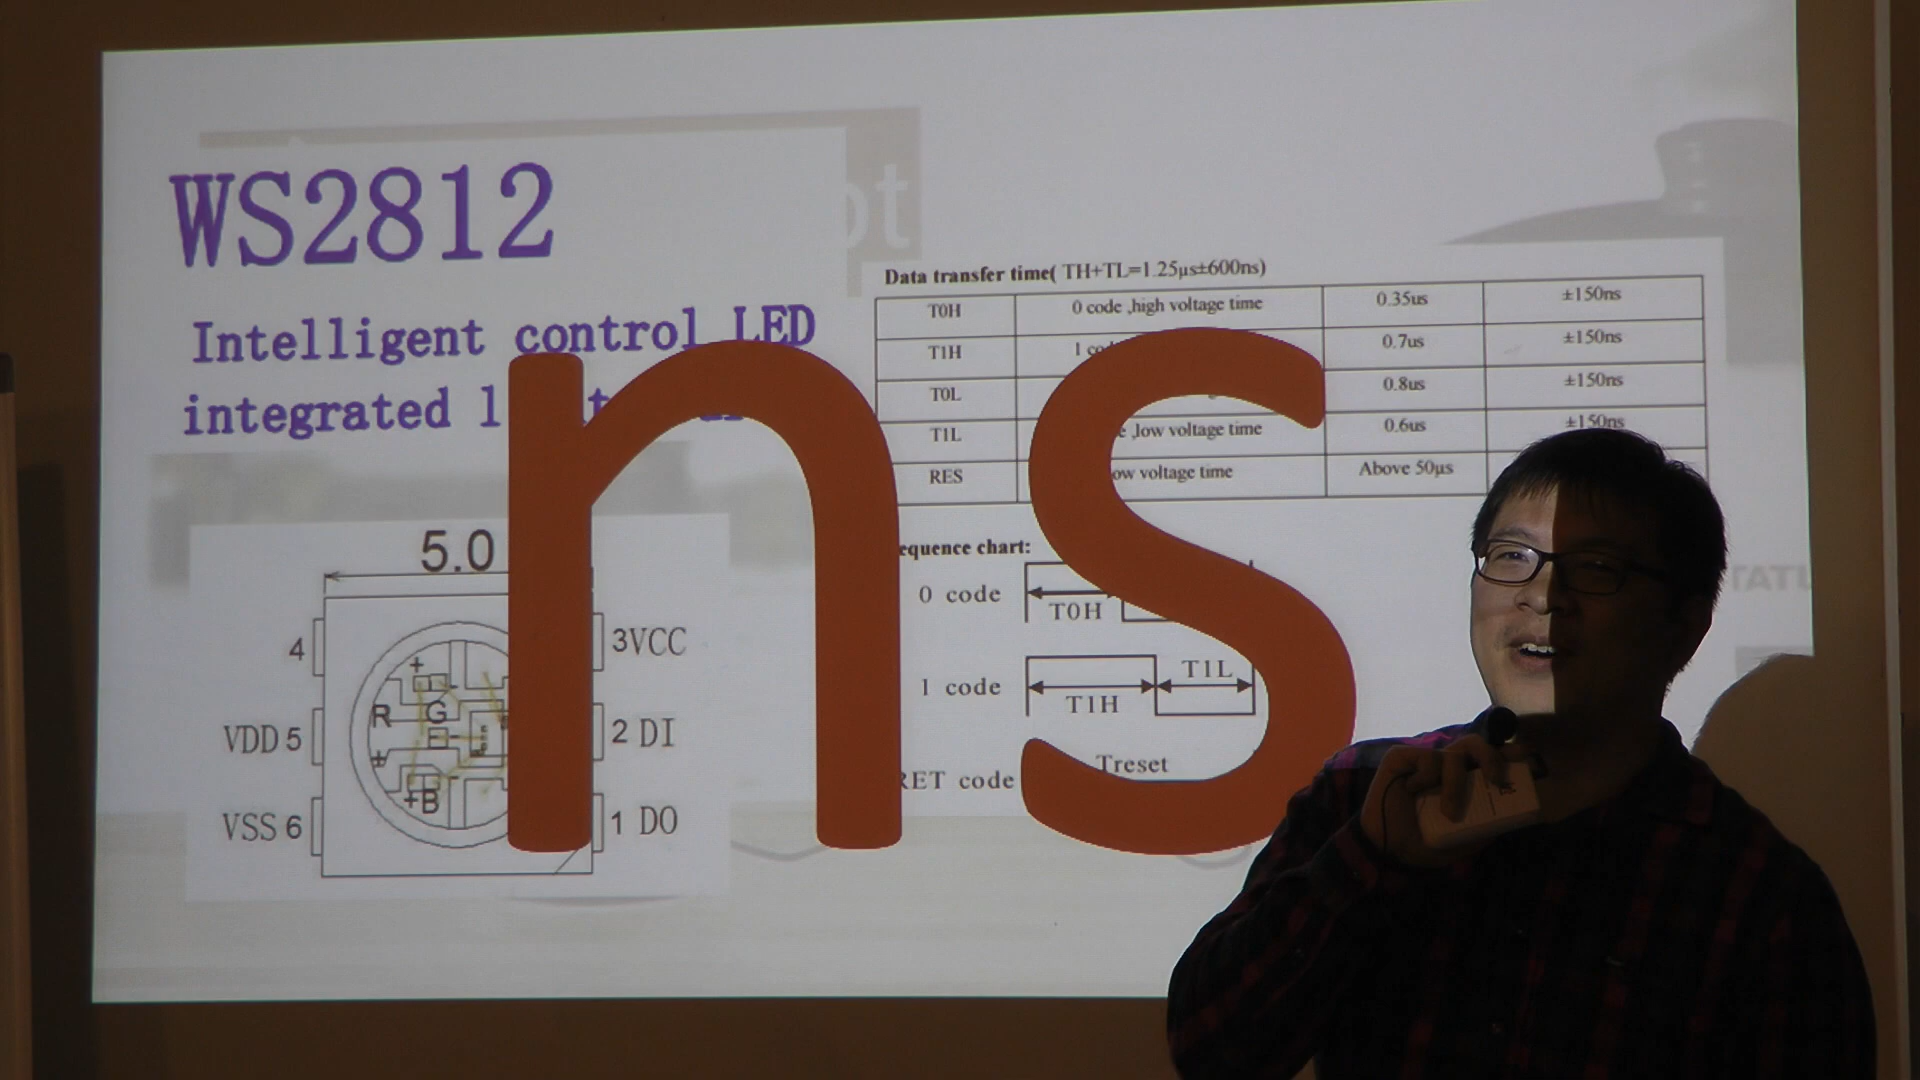 WS2812
Intelligent control LED
integrated l
ns
5.0
4
3VCC
VDD 5
2 DI
VSS 6
1 DO
R
G
+B
Data transfer time( TH+TL=1.25µs±600ns)
T0H 0 code ,high voltage time 0.35us ±150ns
T1H 1 0.7us ±150ns
T0L 0.8us ±150ns
T1L ,low voltage time 0.6us ±150ns
RES voltage time Above 50µs
chart:
0 code
T0H
1 code
T1H
T1L
code
Treset